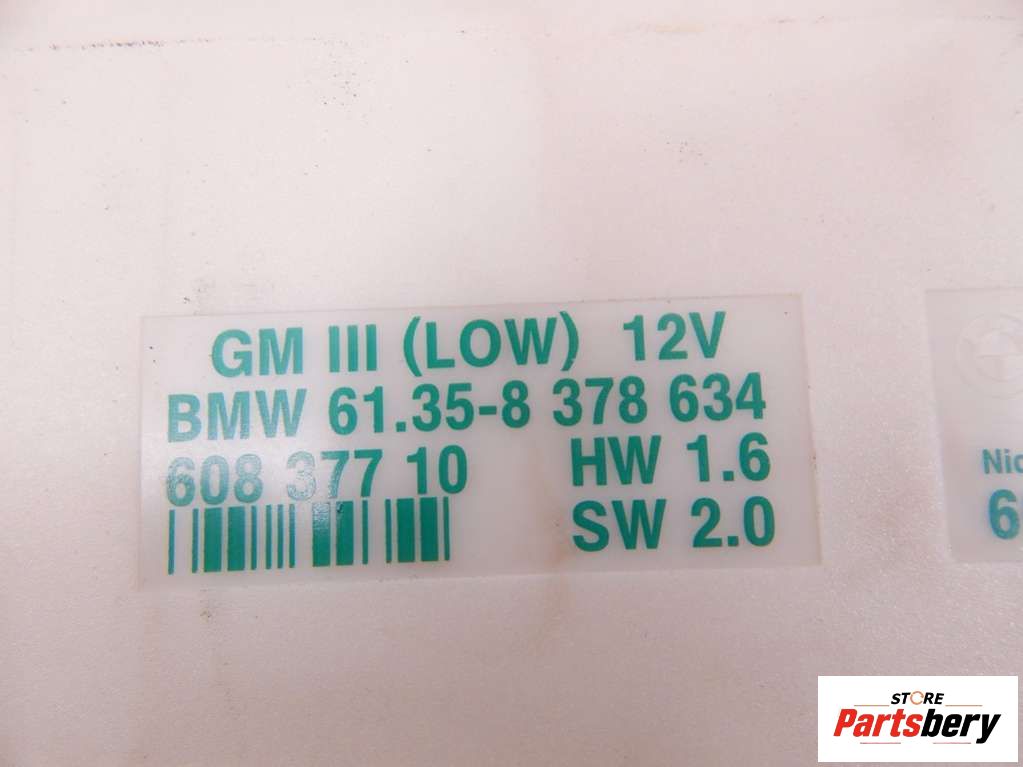 GM III (LOW) 12V
BMW 61.35-8 378 634
608 377 10 HW 1.6
SW 2.0
6
STORE
Partsbery